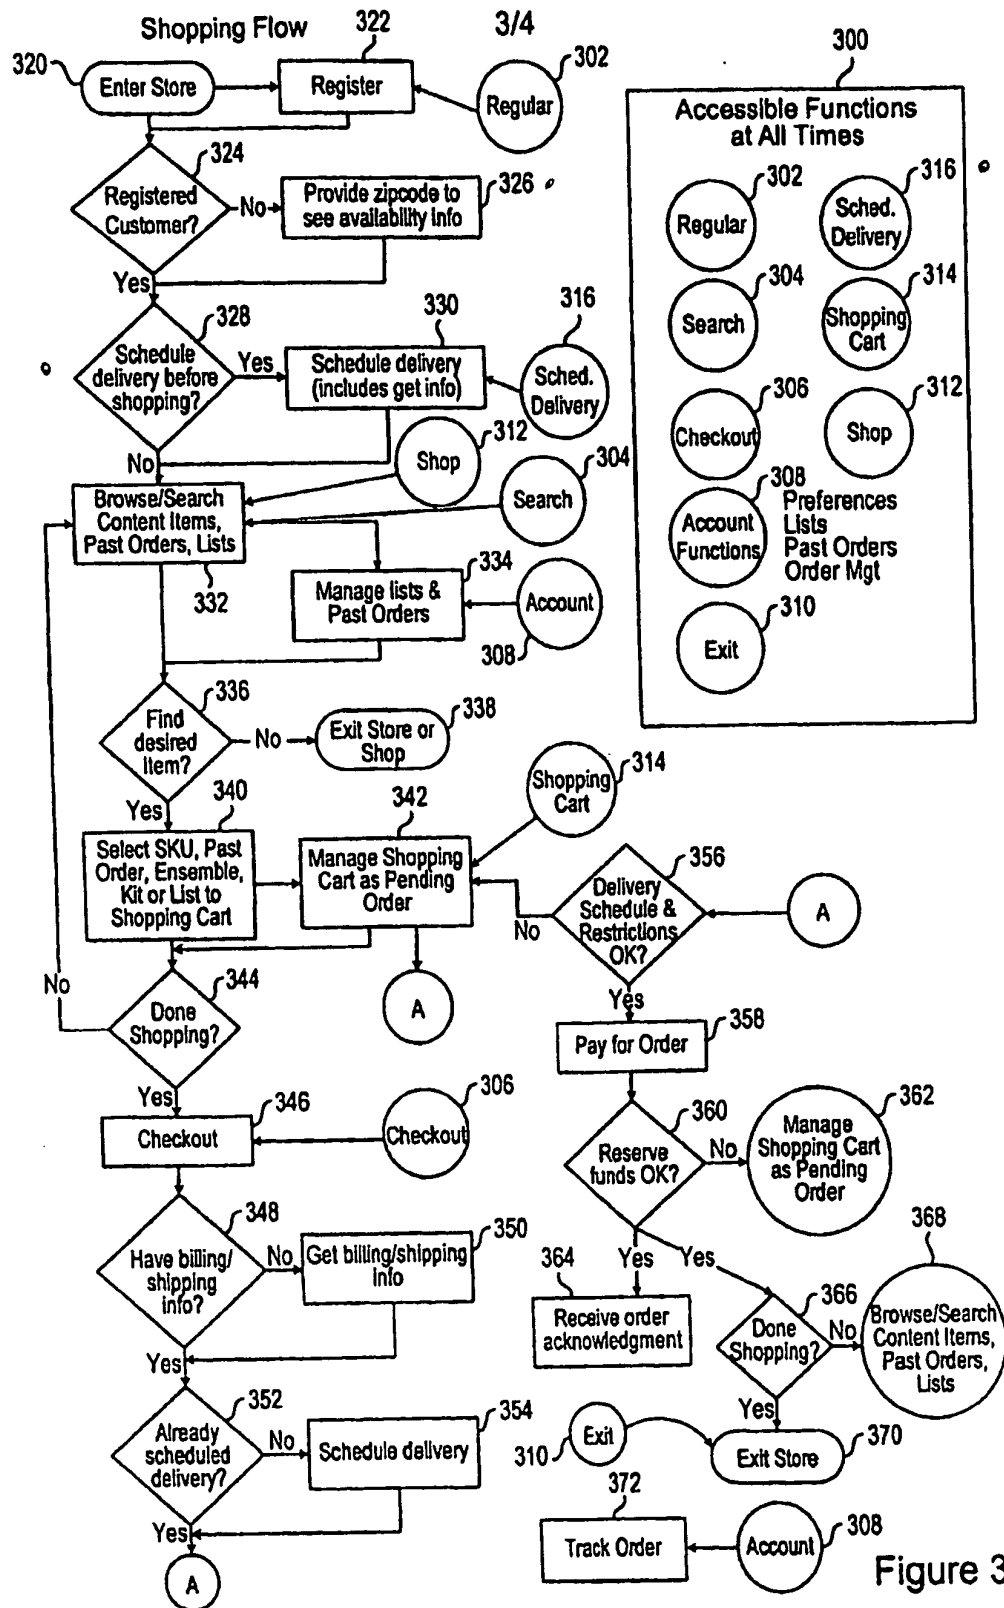 Shopping Flow
3/4
320
322
302
300
Enter Store
Register
Regular
324
Registered
Customer?
No
Provide zipcode to
see availability info
326
Yes
328
Schedule
delivery before
shopping?
Yes
330
Schedule delivery
(includes get info)
316
Sched.
Delivery
No
312
Shop
304
Search
Browse/Search
Content Items,
Past Orders, Lists
332
334
Manage lists &
Past Orders
Account
308
336
Find
desired
item?
No
Exit Store or
Shop
338
Yes
340
Select SKU, Past
Order, Ensemble,
Kit or List to
Shopping Cart
342
Manage Shopping
Cart as Pending
Order
Shopping
Cart
314
A
No
344
Done
Shopping?
Yes
346
Checkout
306
Checkout
348
Have billing/
shipping
info?
No
350
Get billing/shipping
info
Yes
352
Already
scheduled
delivery?
No
354
Schedule delivery
Yes
A
Accessible Functions
at All Times
302
Regular
316
Sched.
Delivery
304
Search
314
Shopping
Cart
306
Checkout
312
Shop
308
Account
Functions
Preferences
Lists
Past Orders
Order Mgt
310
Exit
356
Delivery
Schedule &
Restrictions
OK?
A
No
Yes
358
Pay for Order
360
Reserve
funds OK?
No
362
Manage
Shopping Cart
as Pending
Order
Yes
Yes
364
Receive order
acknowledgment
366
Done
Shopping?
No
368
Browse/Search
Content Items,
Past Orders,
Lists
Yes
310
Exit
Exit Store
370
372
Track Order
Account
308
Figure 3